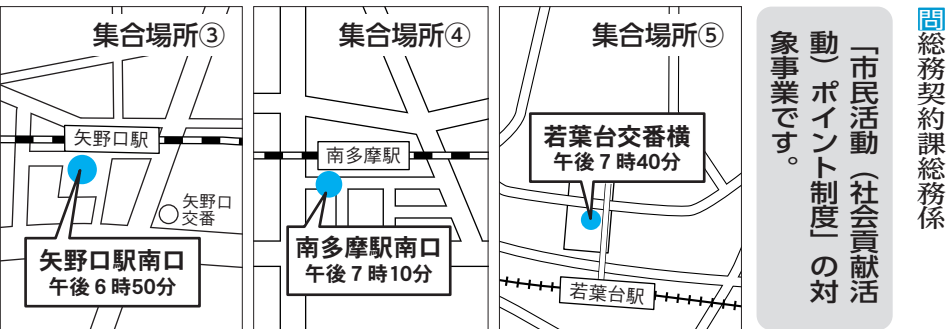 問総務契約課総務係
「市民活動（社会貢献活
動）ポイント制度」の対
象事業です。
集合場所③
矢野口駅
矢野口
交番
矢野口駅南口
午後6時50分
集合場所④
南多摩駅
南多摩駅南口
午後7時10分
集合場所⑤
若葉台交番横
午後7時40分
若葉台駅